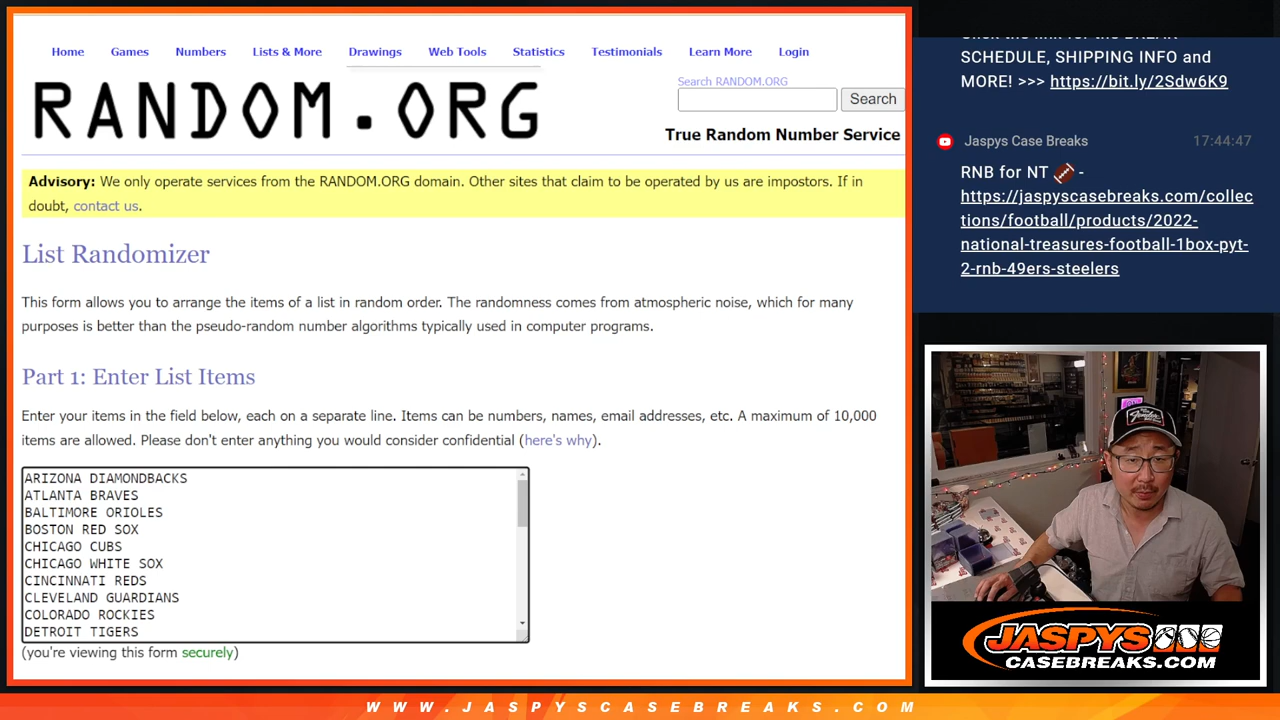 Home Games Numbers Lists & More Drawings Web Tools Statistics Testimonials Learn More Login
RANDOM.ORG
Search RANDOM.ORG
Search
True Random Number Service
Advisory: We only operate services from the RANDOM.ORG domain. Other sites that claim to be operated by us are impostors. If in
doubt, contact us.
List Randomizer
This form allows you to arrange the items of a list in random order. The randomness comes from atmospheric noise, which for many
purposes is better than the pseudo-random number algorithms typically used in computer programs.
Part 1: Enter List Items
Enter your items in the field below, each on a separate line. Items can be numbers, names, email addresses, etc. A maximum of 10,000
items are allowed. Please don't enter anything you would consider confidential (here's why).
ARIZONA DIAMONDBACKS
ATLANTA BRAVES
BALTIMORE ORIOLES
BOSTON RED SOX
CHICAGO CUBS
CHICAGO WHITE SOX
CINCINNATI REDS
CLEVELAND GUARDIANS
COLORADO ROCKIES
DETROIT TIGERS
(you're viewing this form securely)
SCHEDULE, SHIPPING INFO and
MORE! >>> https://bit.ly/2Sdw6K9
Jaspys Case Breaks 17:44:47
RNB for NT 🏈 -
https://jaspyscasebreaks.com/collec
tions/football/products/2022-
national-treasures-football-1box-pyt-
2-rnb-49ers-steelers
Fender
JASPYS
CASEBREAKS.COM
WWW.JASPYSCASEBREAKS.COM